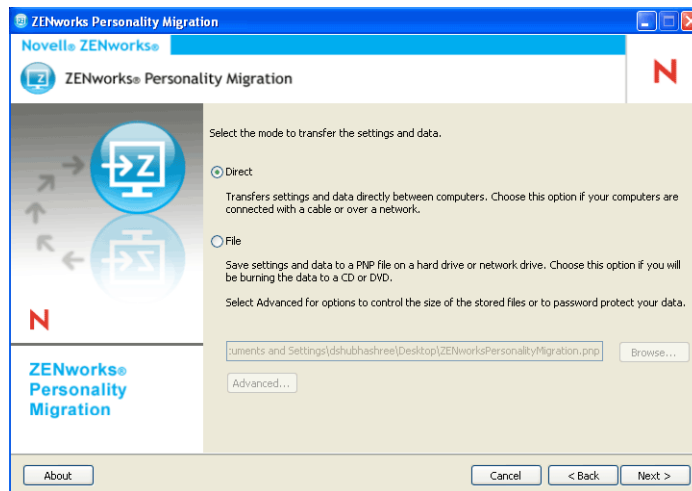 ZENworks Personality Migration
Novell® ZENworks®
ZENworks® Personality Migration
N
Select the mode to transfer the settings and data.
Direct
Transfers settings and data directly between computers. Choose this option if your computers are
connected with a cable or over a network.
File
Save settings and data to a PNP file on a hard drive or network drive. Choose this option if you will
be burning the data to a CD or DVD.
Select Advanced for options to control the size of the stored files or to password protect your data.
:uments and Settings\dshubhashree\Desktop\ZENworksPersonalityMigration.pnp
Browse...
Advanced...
Z
N
ZENworks®
Personality
Migration
About
Cancel
< Back
Next >